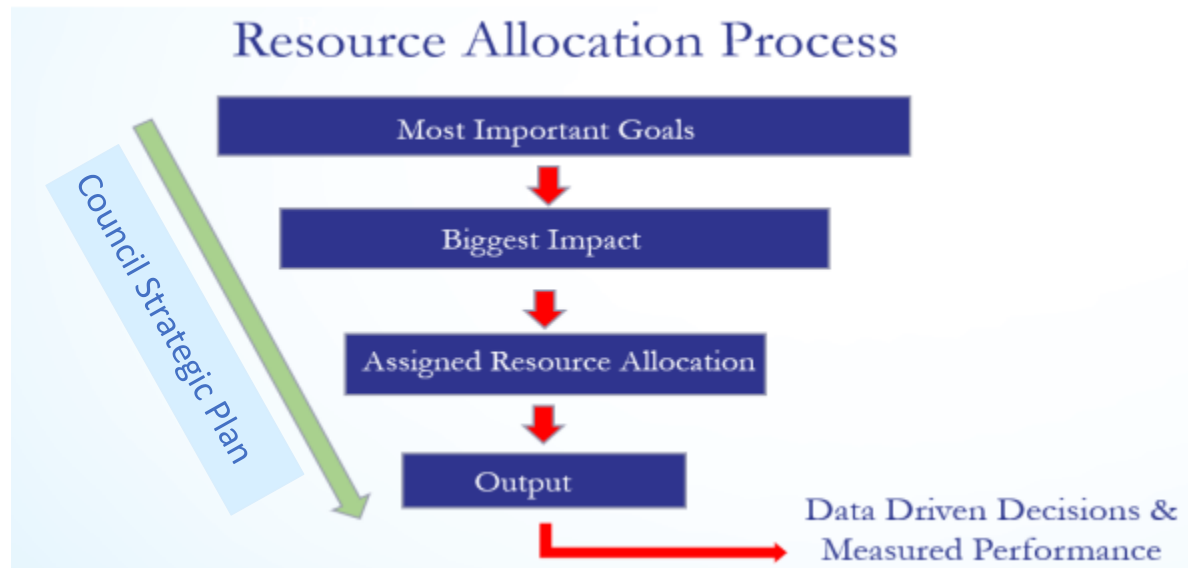 Resource Allocation Process
Most Important Goals
Biggest Impact
Council Strategic Plan
Assigned Resource Allocation
Output
Data Driven Decisions &
Measured Performance